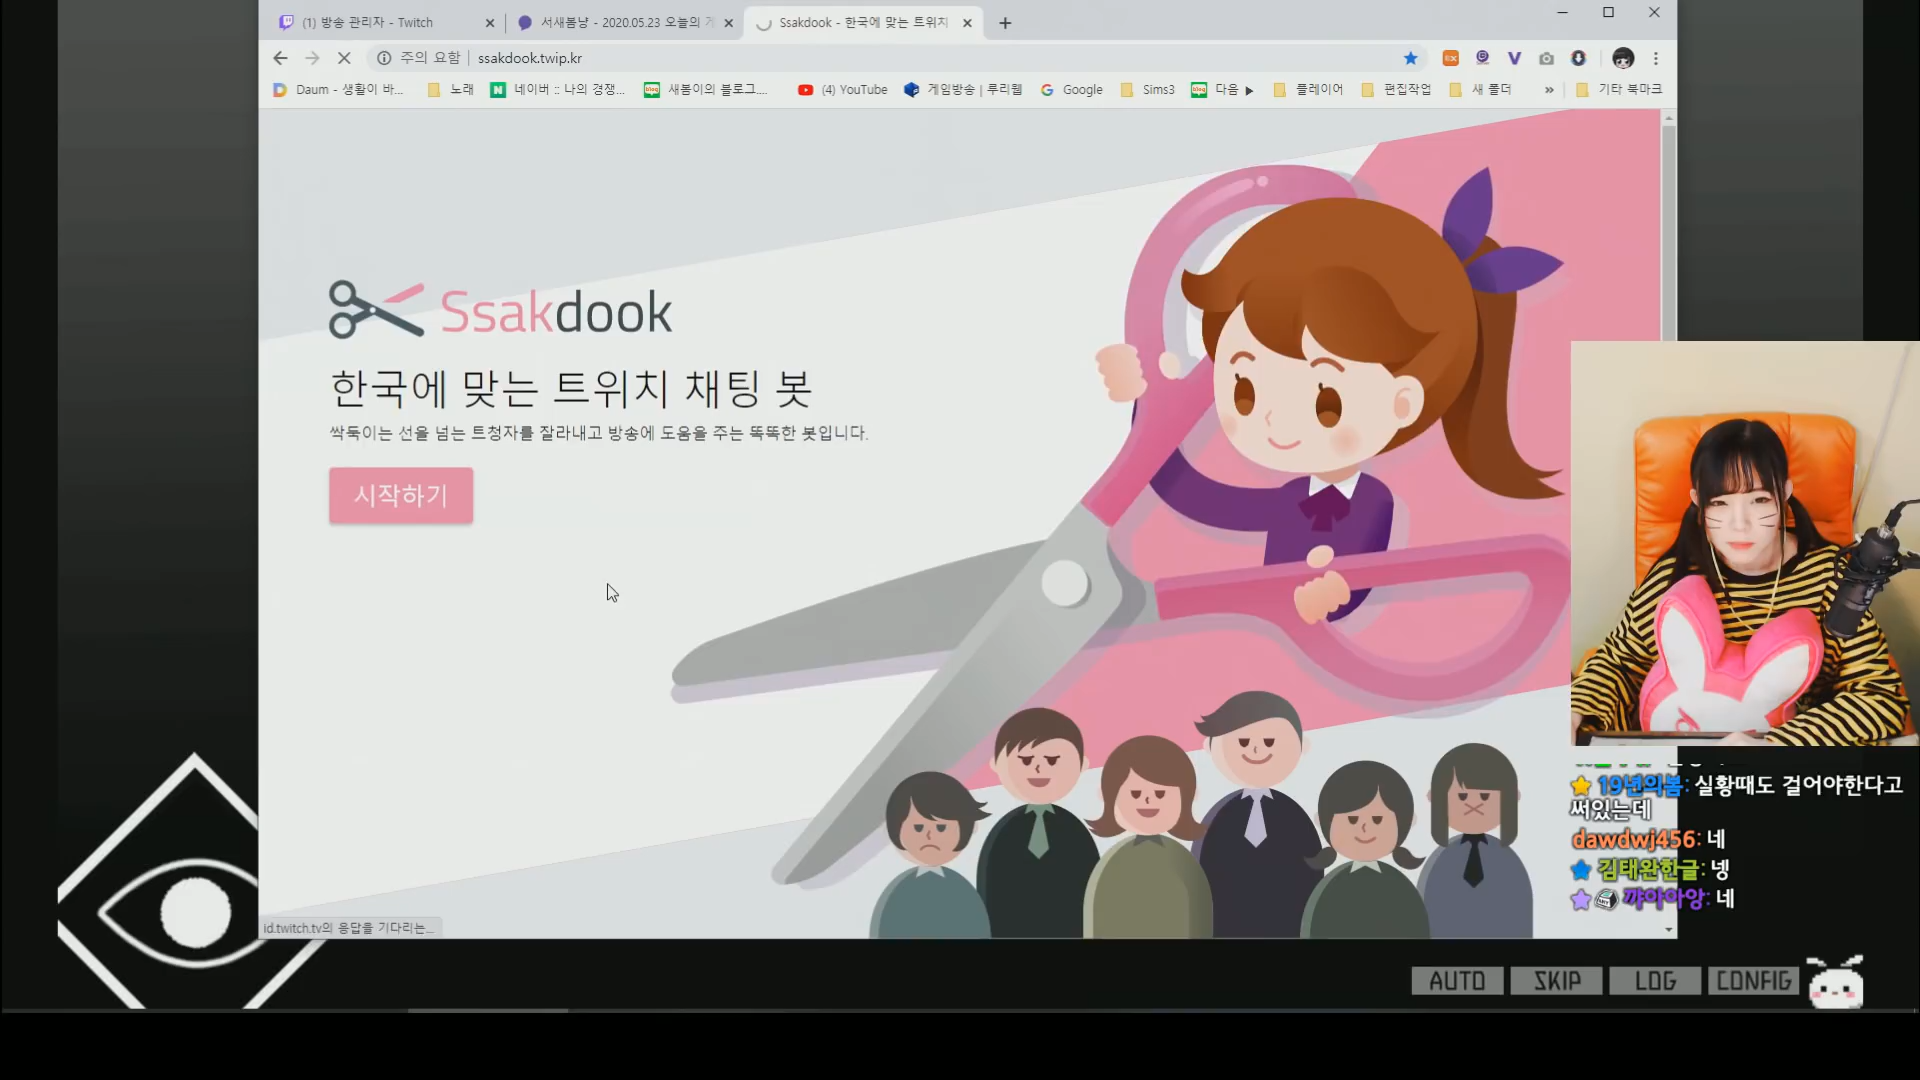 (1) 방송 관리자 - Twitch
서새봄냥 - 2020.05.23 오늘의
Ssakdook - 한국에 맞는 트위치
주의 요함
ssakdook.twip.kr
Daum - 생활이 바...
노래
네이버 :: 나의 경쟁...
새봉이의 블로그....
(4) YouTube
게임방송 | 루리웹
Google
Sims3
다음
플레이어
편집작업
새 폴더
»
기타 북마크
Ssakdook
한국에 맞는 트위치 채팅 봇
싹둑이는 선을 넘는 트청자를 잘라내고 방송에 도움을 주는 똑똑한 봇입니다.
시작하기
19년의봄: 실황때도 걸어야한다고
써있는데
dawdwj456: 네
김태완한글: 넹
꺄아아앙: 네
id.twitch.tv의 응답을 기다리는...
AUTO
SKIP
LOG
CONFIG